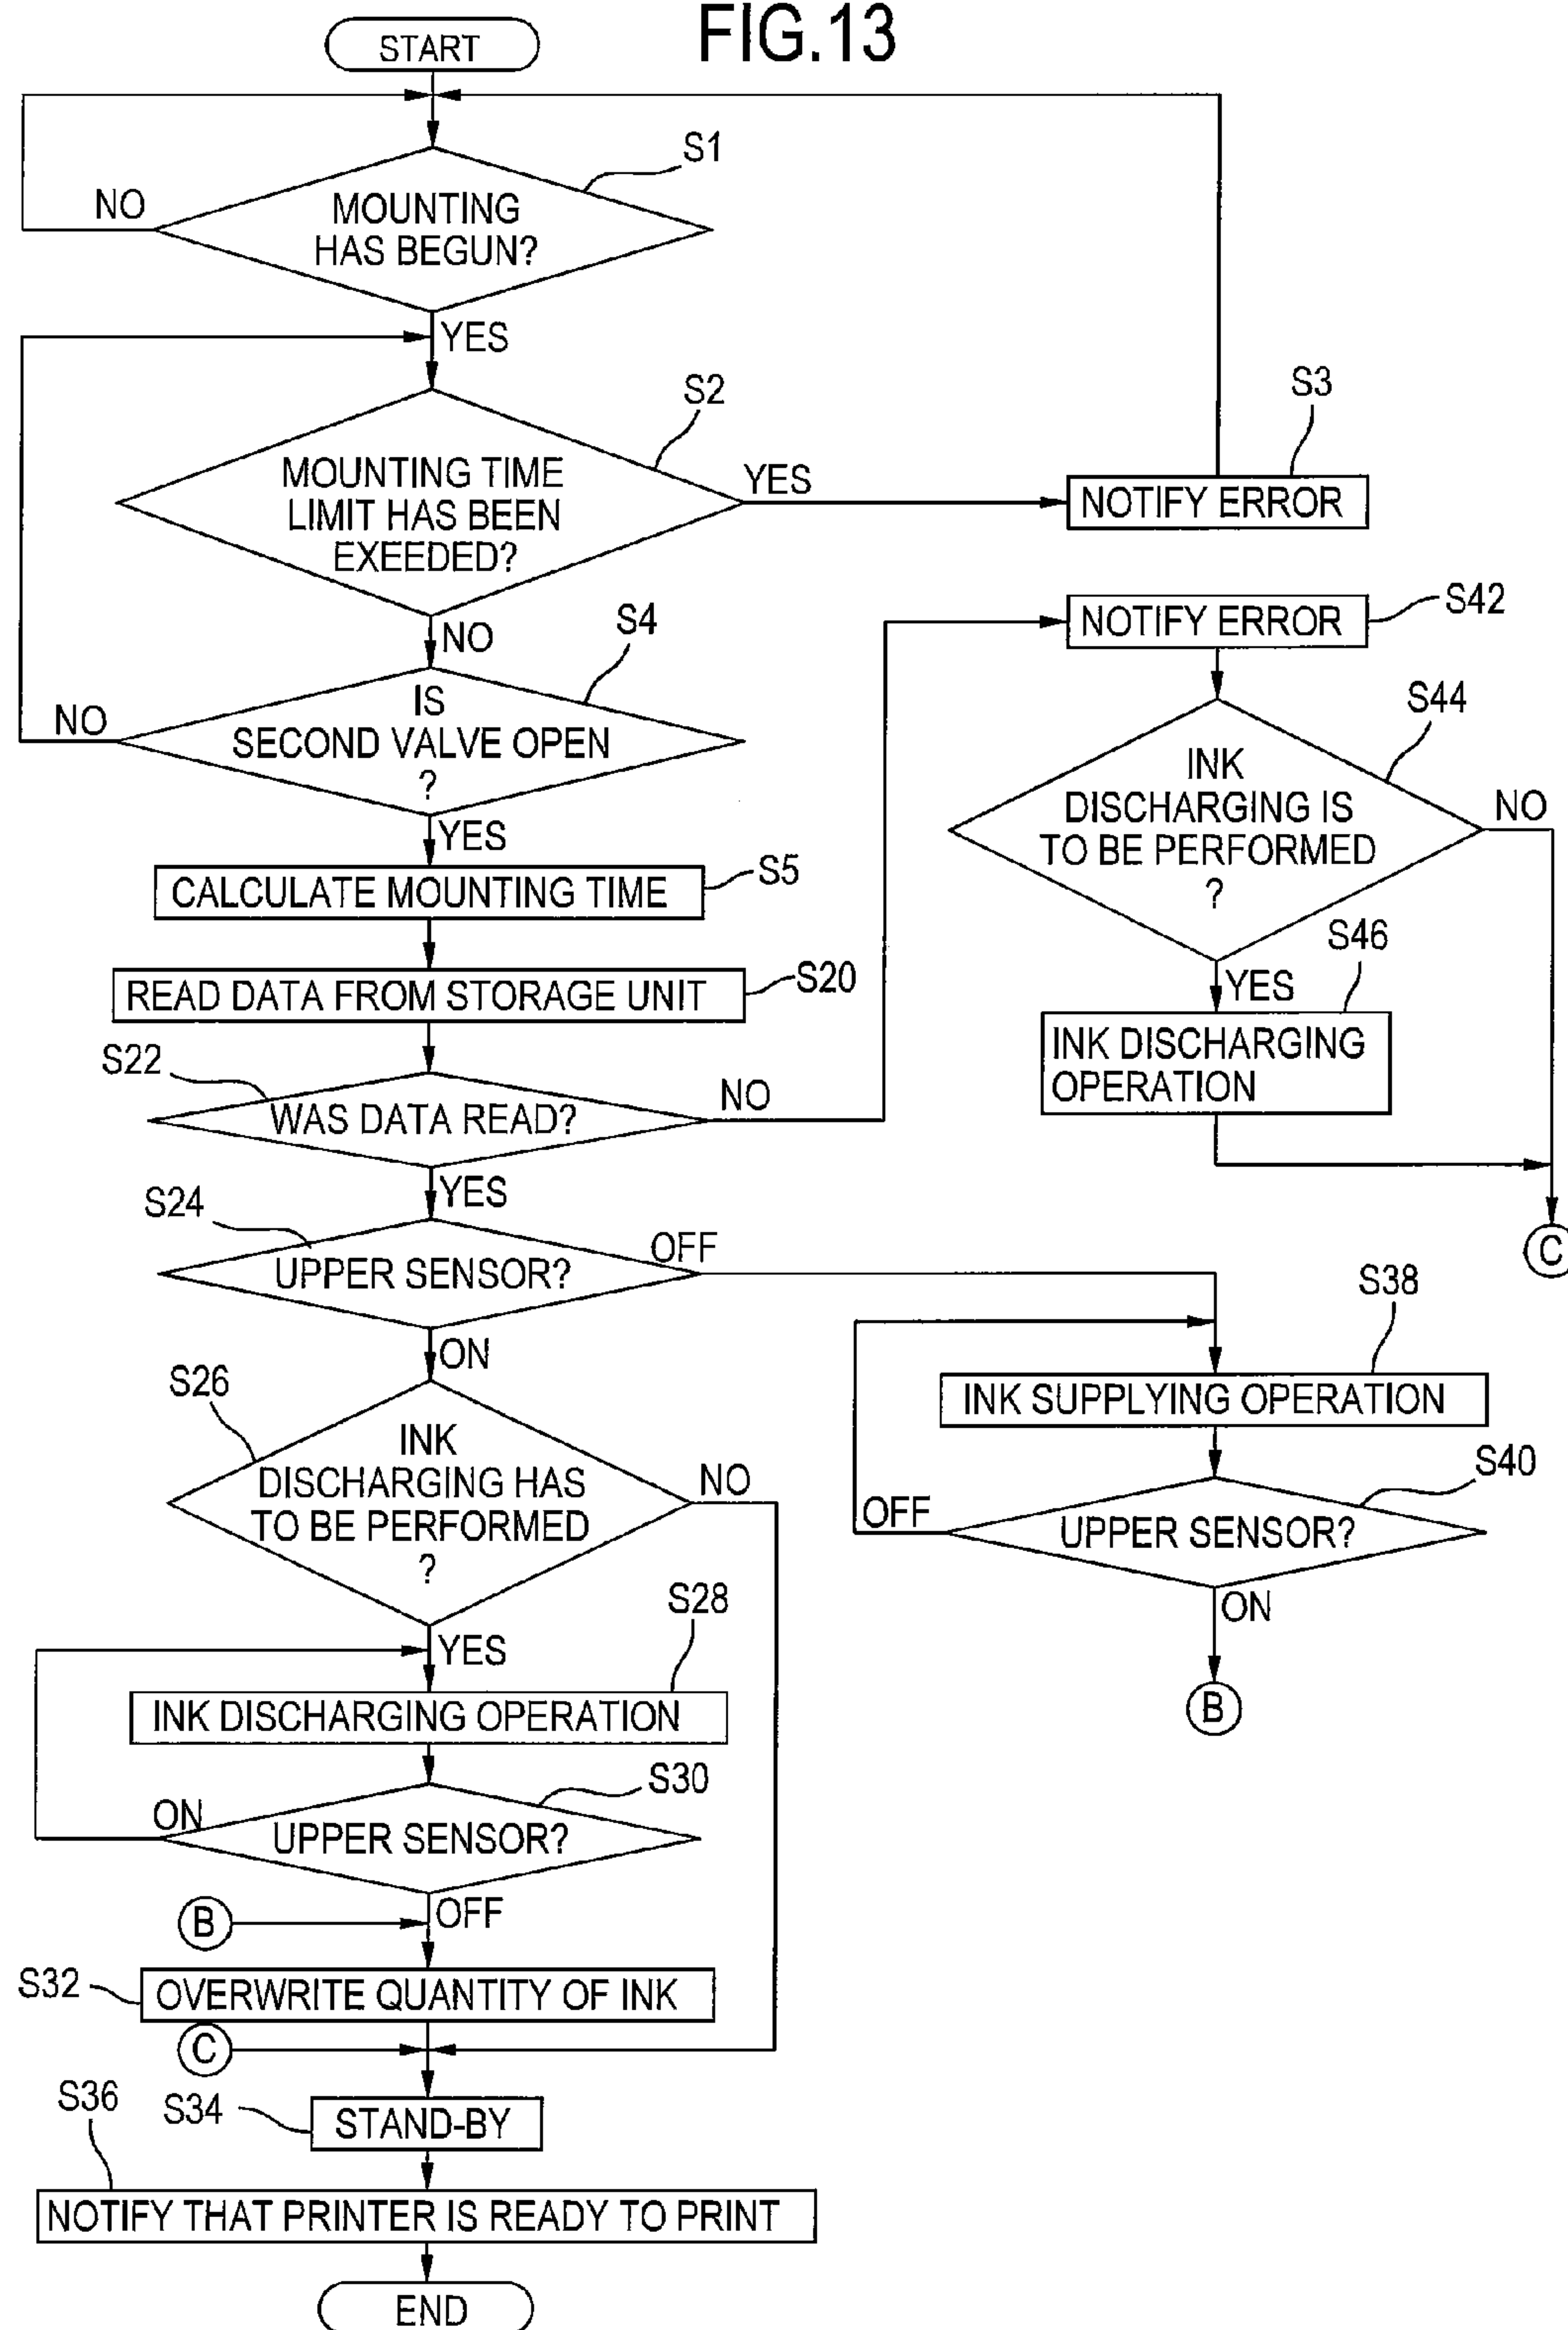 FIG.13
START
S1
NO
MOUNTING
HAS BEGUN?
YES
S2
MOUNTING TIME
LIMIT HAS BEEN
EXEEDED?
YES
S3
NOTIFY ERROR
NO
S4
IS
SECOND VALVE OPEN
?
NO
YES
S5
CALCULATE MOUNTING TIME
S20
READ DATA FROM STORAGE UNIT
S22
WAS DATA READ?
NO
S42
NOTIFY ERROR
S44
INK
DISCHARGING IS
TO BE PERFORMED
?
NO
YES
S46
INK DISCHARGING
OPERATION
C
YES
S24
UPPER SENSOR?
OFF
S38
INK SUPPLYING OPERATION
S40
UPPER SENSOR?
OFF
ON
B
ON
S26
INK
DISCHARGING HAS
TO BE PERFORMED
?
NO
YES
S28
INK DISCHARGING OPERATION
S30
UPPER SENSOR?
ON
OFF
B
S32
OVERWRITE QUANTITY OF INK
C
S34
STAND-BY
S36
NOTIFY THAT PRINTER IS READY TO PRINT
END